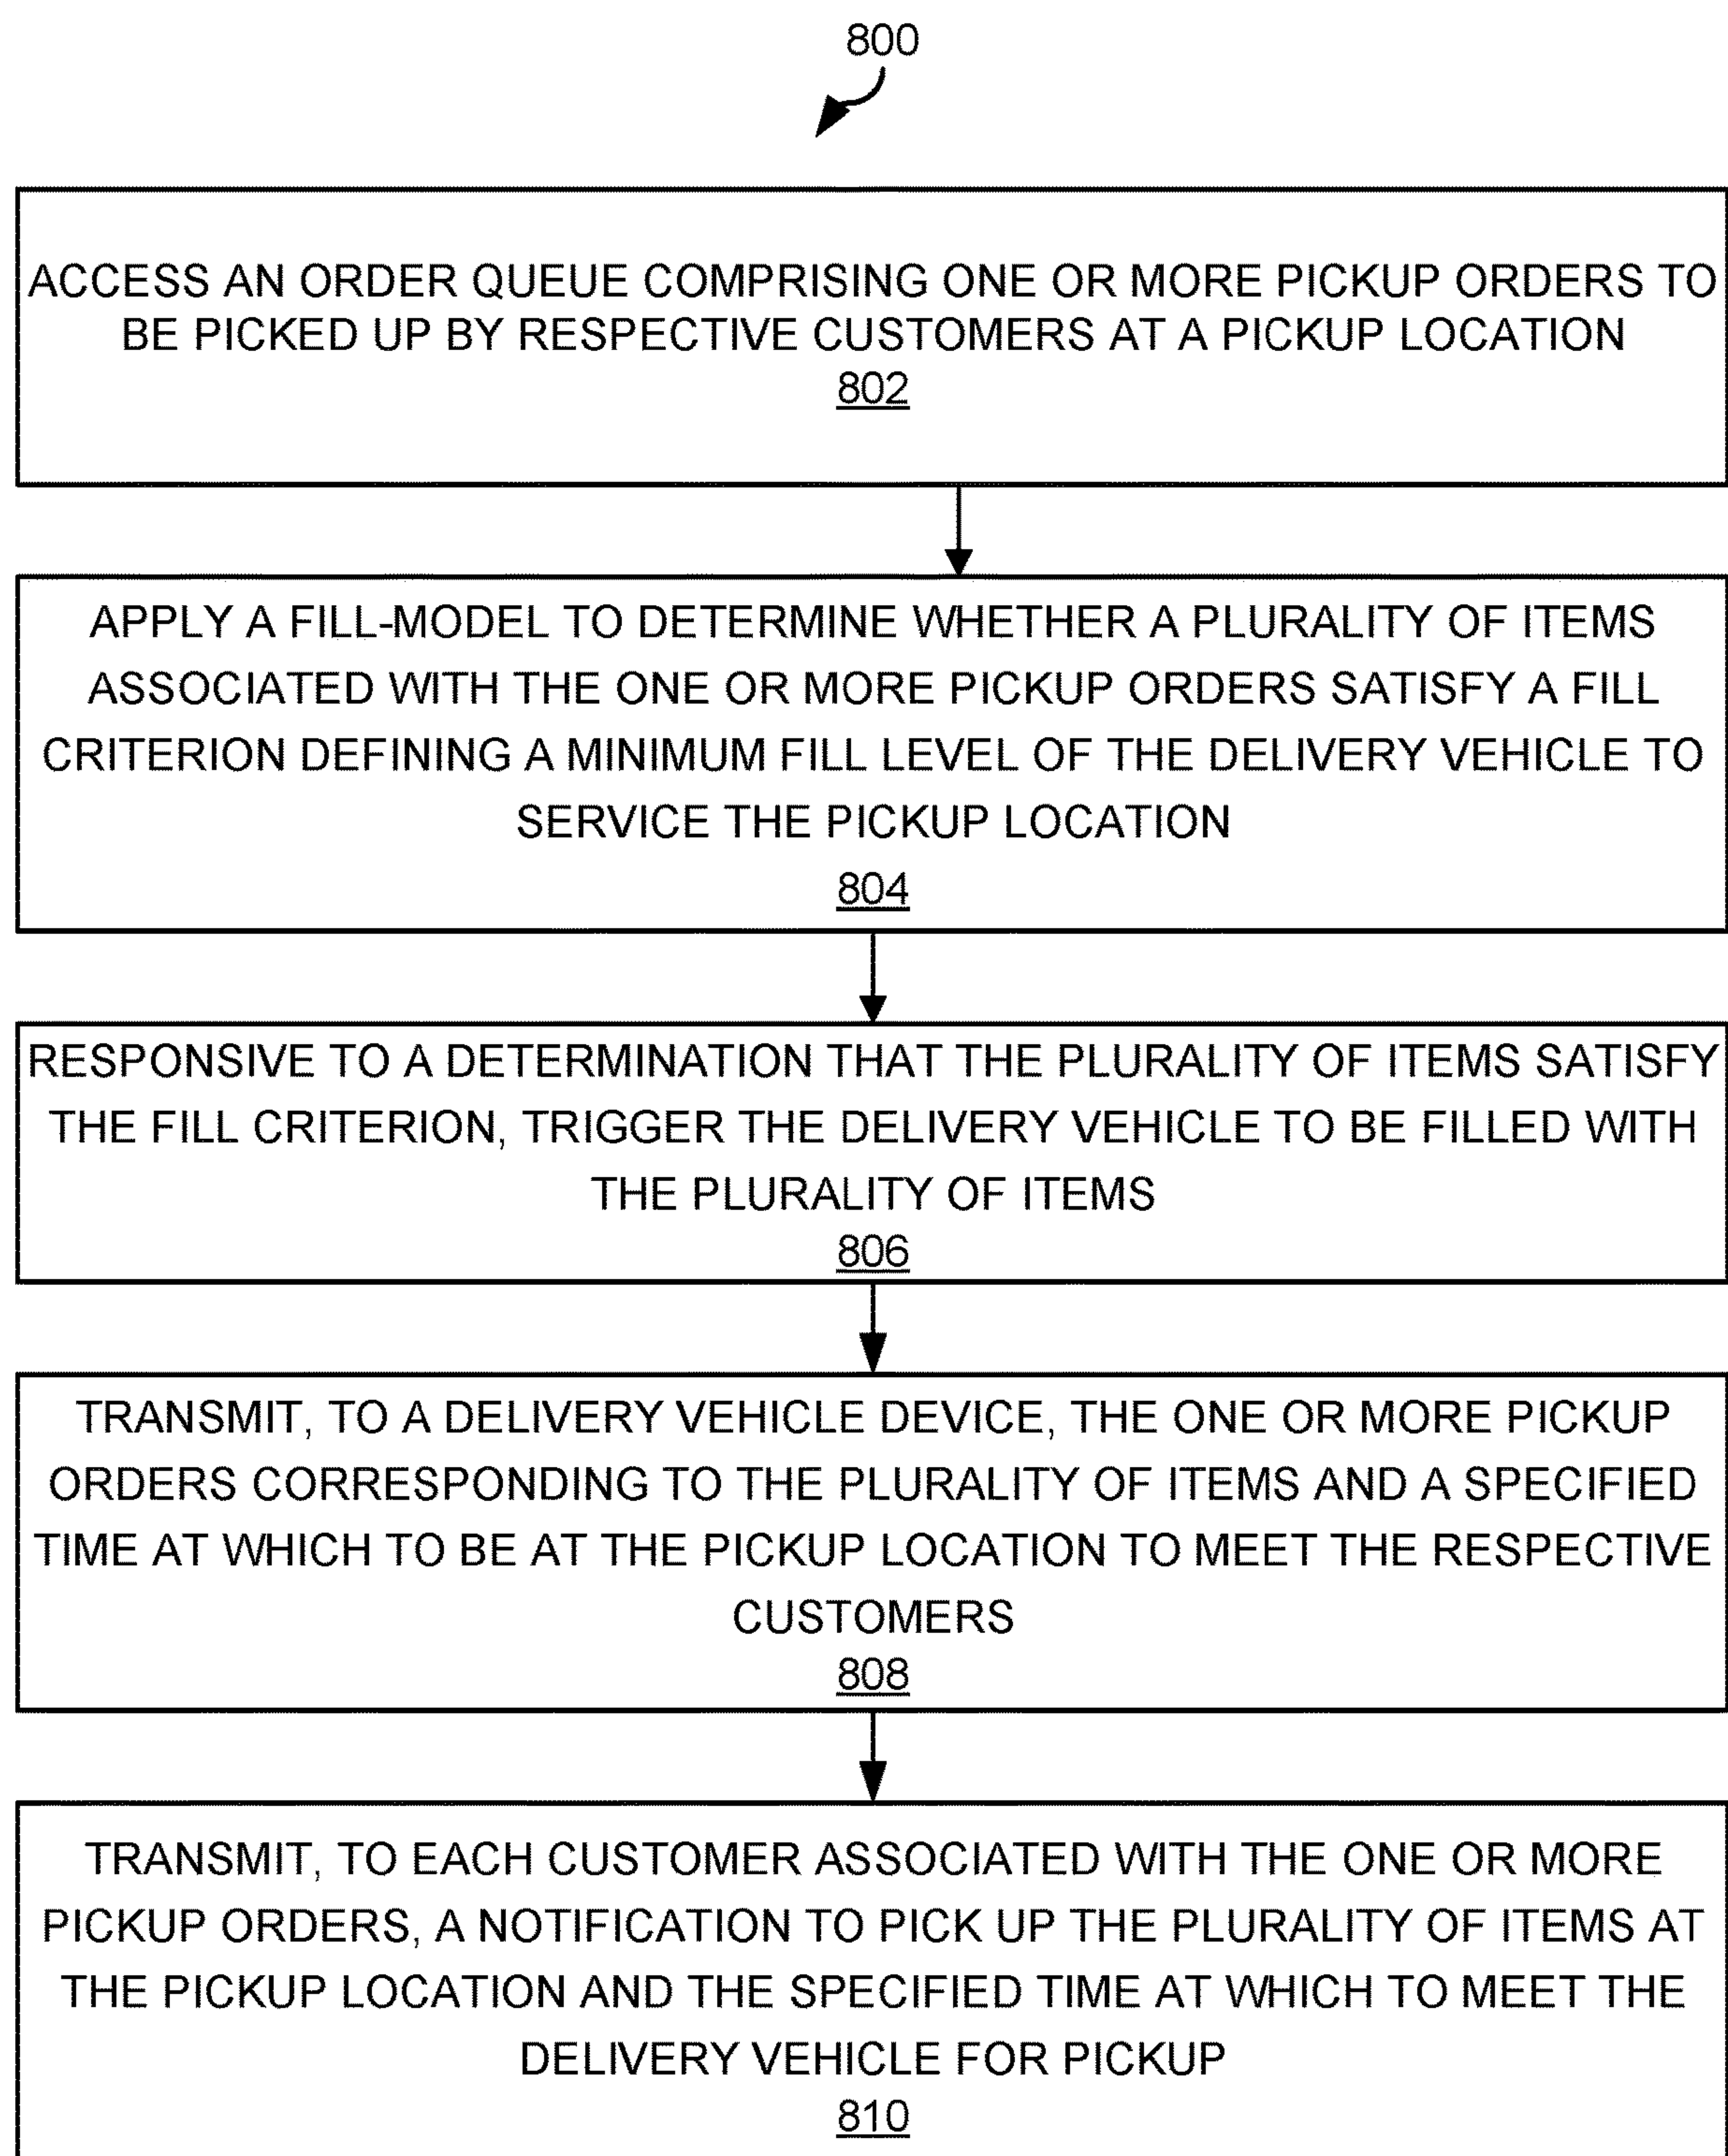 800
ACCESS AN ORDER QUEUE COMPRISING ONE OR MORE PICKUP ORDERS TO
BE PICKED UP BY RESPECTIVE CUSTOMERS AT A PICKUP LOCATION
802
APPLY A FILL-MODEL TO DETERMINE WHETHER A PLURALITY OF ITEMS
ASSOCIATED WITH THE ONE OR MORE PICKUP ORDERS SATISFY A FILL
CRITERION DEFINING A MINIMUM FILL LEVEL OF THE DELIVERY VEHICLE TO
SERVICE THE PICKUP LOCATION
804
RESPONSIVE TO A DETERMINATION THAT THE PLURALITY OF ITEMS SATISFY
THE FILL CRITERION, TRIGGER THE DELIVERY VEHICLE TO BE FILLED WITH
THE PLURALITY OF ITEMS
806
TRANSMIT, TO A DELIVERY VEHICLE DEVICE, THE ONE OR MORE PICKUP
ORDERS CORRESPONDING TO THE PLURALITY OF ITEMS AND A SPECIFIED
TIME AT WHICH TO BE AT THE PICKUP LOCATION TO MEET THE RESPECTIVE
CUSTOMERS
808
TRANSMIT, TO EACH CUSTOMER ASSOCIATED WITH THE ONE OR MORE
PICKUP ORDERS, A NOTIFICATION TO PICK UP THE PLURALITY OF ITEMS AT
THE PICKUP LOCATION AND THE SPECIFIED TIME AT WHICH TO MEET THE
DELIVERY VEHICLE FOR PICKUP
810